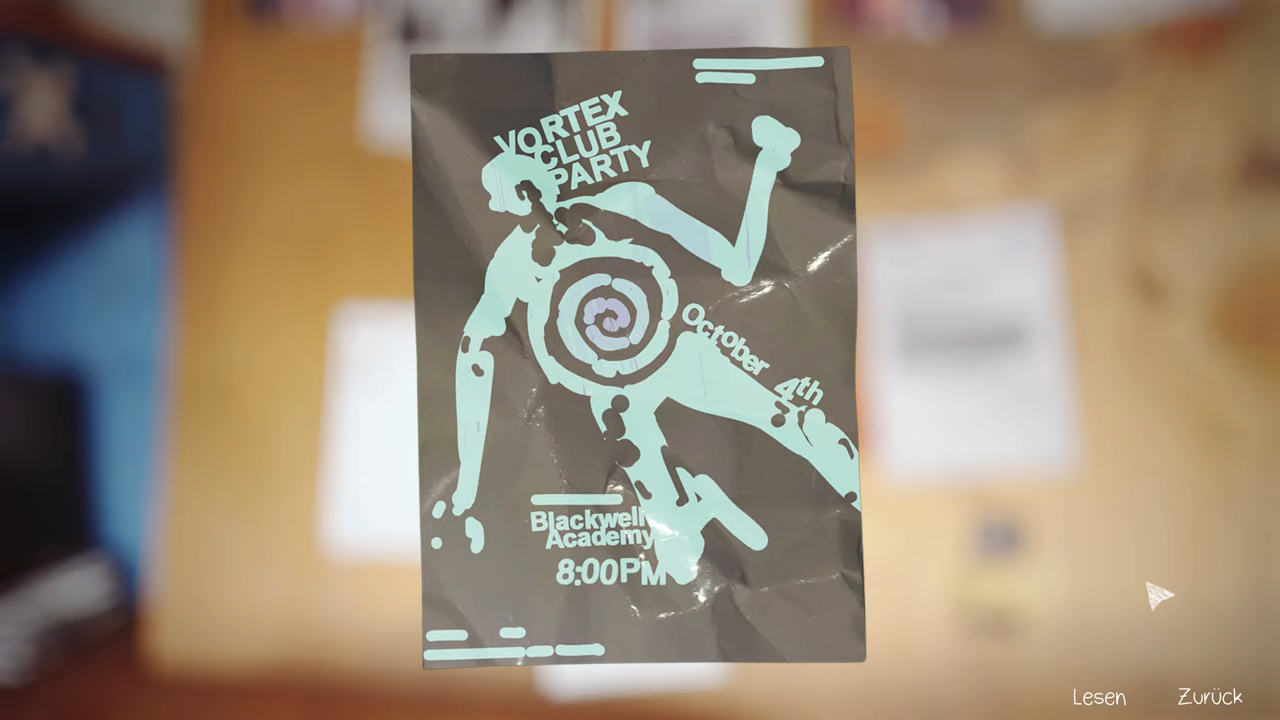 VORTEX
CLUB
PARTY
October 4th
Blackwell
Academy
8:00PM
Lesen
Zurück